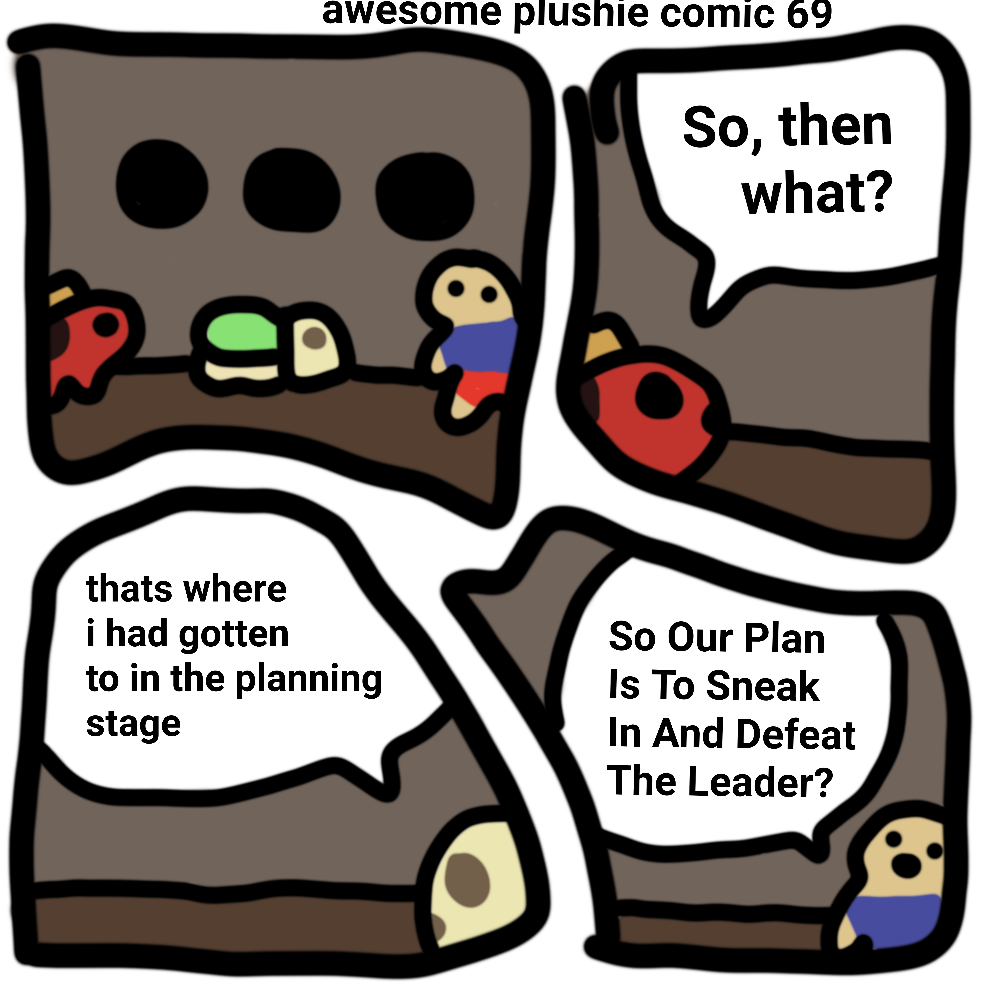 awesome plushie comic 69
So, then
what?
thats where
i had gotten
to in the planning
stage
So Our Plan
Is To Sneak
In And Defeat
The Leader?